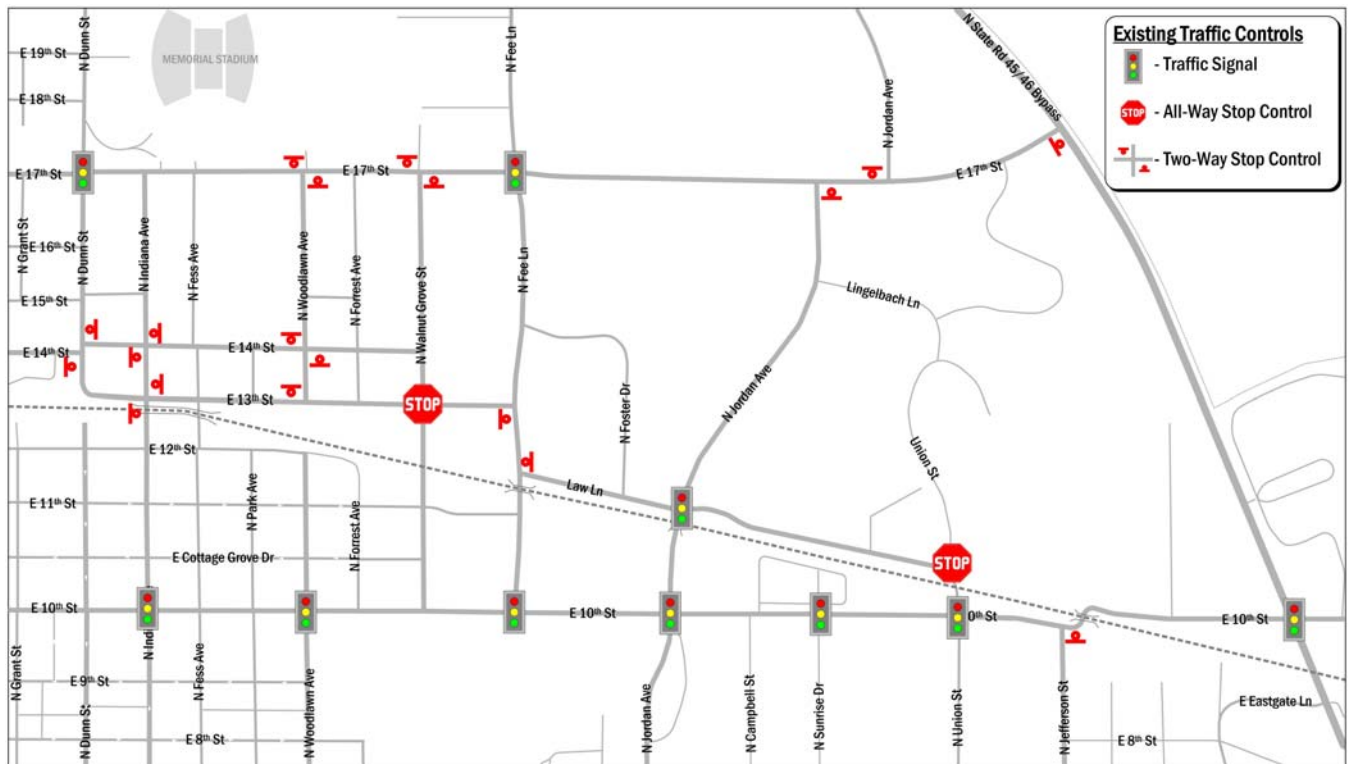 Existing Traffic Controls
- Traffic Signal
STOP
- All-Way Stop Control
- Two-Way Stop Control
N Dunn St
N Fee Ln
N State Rd 45/46 Bypass
E 19th St
MEMORIAL STADIUM
E 18th St
N Jordan Ave
E 17th St
E 17th St
E 17th St
N Grant St
E 16th St
N Dunn St
N Indiana Ave
N Fess Ave
N Woodlawn Ave
N Forrest Ave
N Walnut Grove St
N Fee Ln
E 15th St
Lingelbach Ln
E 14th St
E 14th St
N Jordan Ave
E 13th St
STOP
N Foster Dr
E 12th St
Union St
N Park Ave
Law Ln
E 11th St
N Forrest Ave
E Cottage Grove Dr
STOP
E 10th St
E 10th St
0th St
E 10th St
N Indi
N Grant St
N Fess Ave
E 9th St
N Woodlawn Ave
N Dunn St
N Jordan Ave
N Campbell St
N Sunrise Dr
N Union St
N Jefferson St
E Eastgate Ln
E 8th St
E 8th St